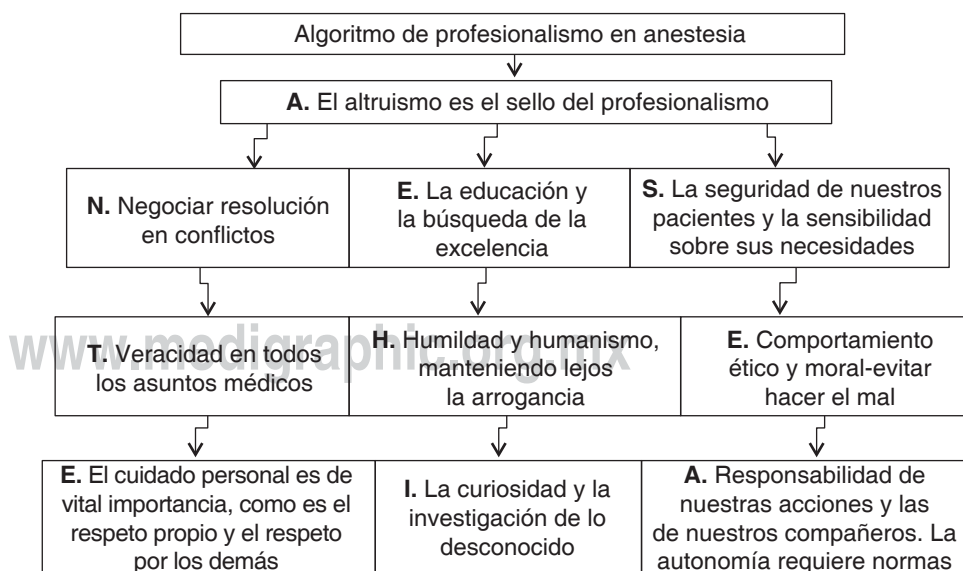 Algoritmo de profesionalismo en anestesia
A. El altruismo es el sello del profesionalismo
N. Negociar resolución
en conflictos
E. La educación y
la búsqueda de la
excelencia
S. La seguridad de nuestros
pacientes y la sensibilidad
sobre sus necesidades
www.medigraphic.org.mx
T. Veracidad en todos
los asuntos médicos
H. Humildad y humanismo,
manteniendo lejos
la arrogancia
E. Comportamiento
ético y moral-evitar
hacer el mal
E. El cuidado personal es de
vital importancia, como es el
respeto propio y el respeto
por los demás
I. La curiosidad y la
investigación de lo
desconocido
A. Responsabilidad de
nuestras acciones y las
de nuestros compañeros. La
autonomía requiere normas